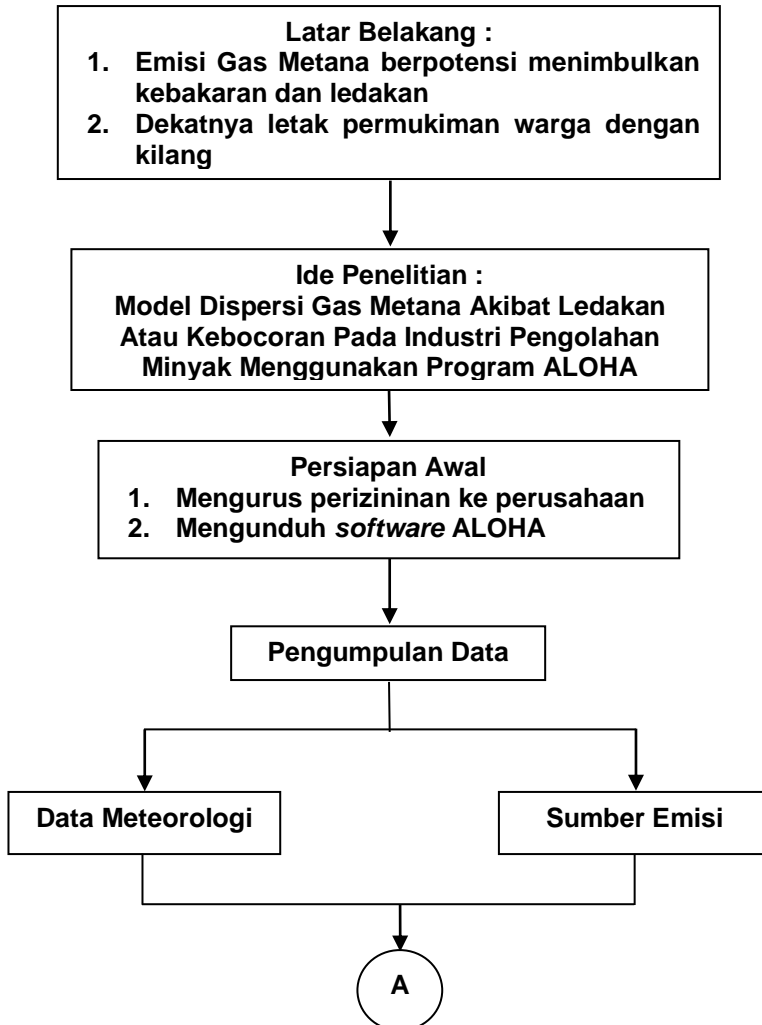 Latar Belakang :
1. Emisi Gas Metana berpotensi menimbulkan
kebakaran dan ledakan
2. Dekatnya letak permukiman warga dengan
kilang
Ide Penelitian :
Model Dispersi Gas Metana Akibat Ledakan
Atau Kebocoran Pada Industri Pengolahan
Minyak Menggunakan Program ALOHA
Persiapan Awal
1. Mengurus perizininan ke perusahaan
2. Mengunduh software ALOHA
Pengumpulan Data
Data Meteorologi
Sumber Emisi
A